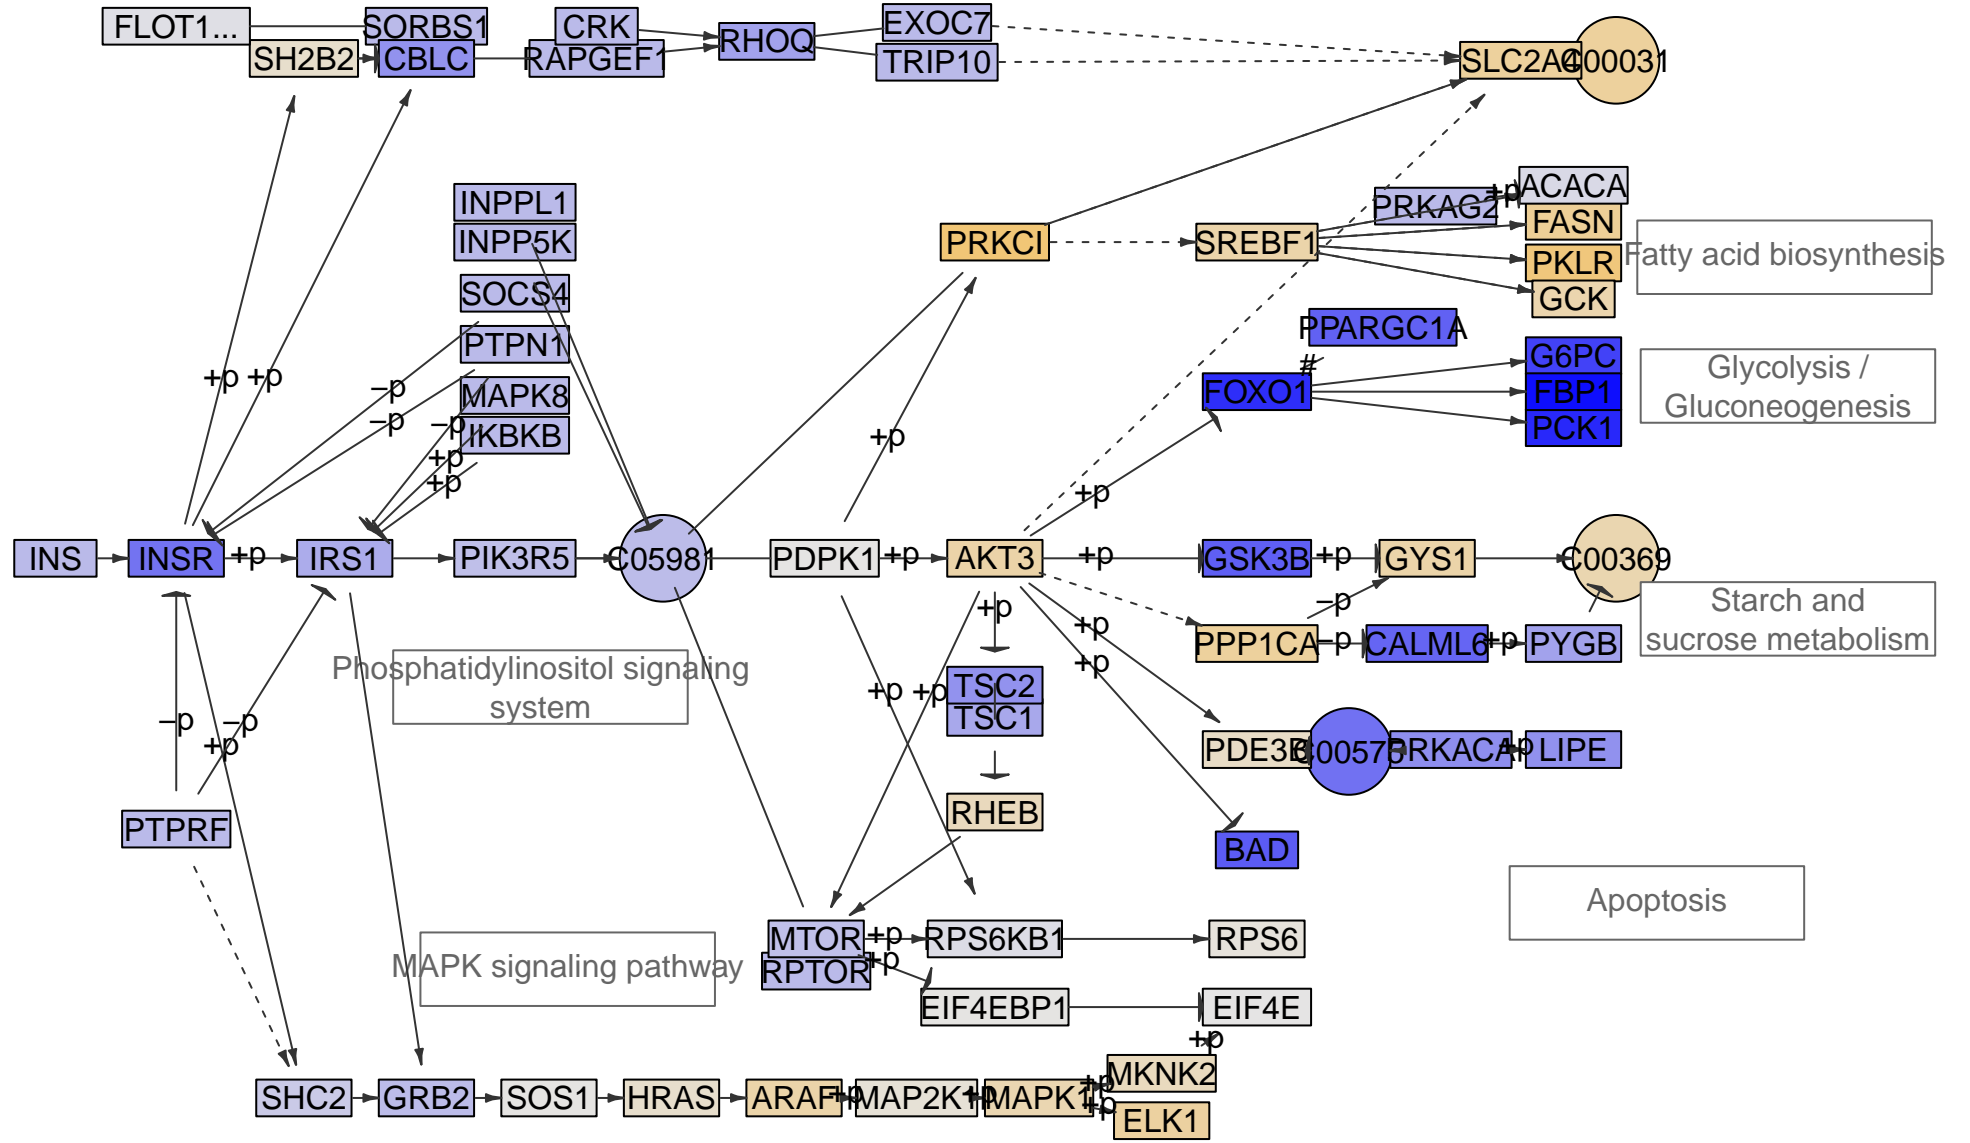 FLOT1...
SORBS1
SH2B2
CBLC
CRK
RAPGEF1
RHOQ
EXOC7
TRIP10
SLC2A4
C00031
INPPL1
INPP5K
SOCS4
PTPN1
MAPK8
IKBKB
PRKCI
SREBF1
PRKAG2
+p
ACACA
FASN
PKLR
GCK
Fatty acid biosynthesis
PPARGC1A
#
FOXO1
G6PC
FBP1
PCK1
Glycolysis /
Gluconeogenesis
+p
+p
−p
−p
−p
+p
+p
+p
+p
INS
INSR
+p
IRS1
PIK3R5
C05981
PDPK1
+p
AKT3
+p
GSK3B
+p
GYS1
C00369
Starch and
sucrose metabolism
+p
+p
+p
−p
PPP1CA
−p
CALML6
+p
PYGB
Phosphatidylinositol signaling
system
−p
+p
−p
+p
+p
TSC2
TSC1
PDE3B
C00575
PRKACA
+p
LIPE
PTPRF
RHEB
BAD
Apoptosis
MAPK signaling pathway
MTOR
RPTOR
+p
+p
RPS6KB1
RPS6
EIF4EBP1
EIF4E
+p
SHC2
GRB2
SOS1
HRAS
ARAF
+p
MAP2K1
+p
MAPK1
+p
+p
MKNK2
ELK1